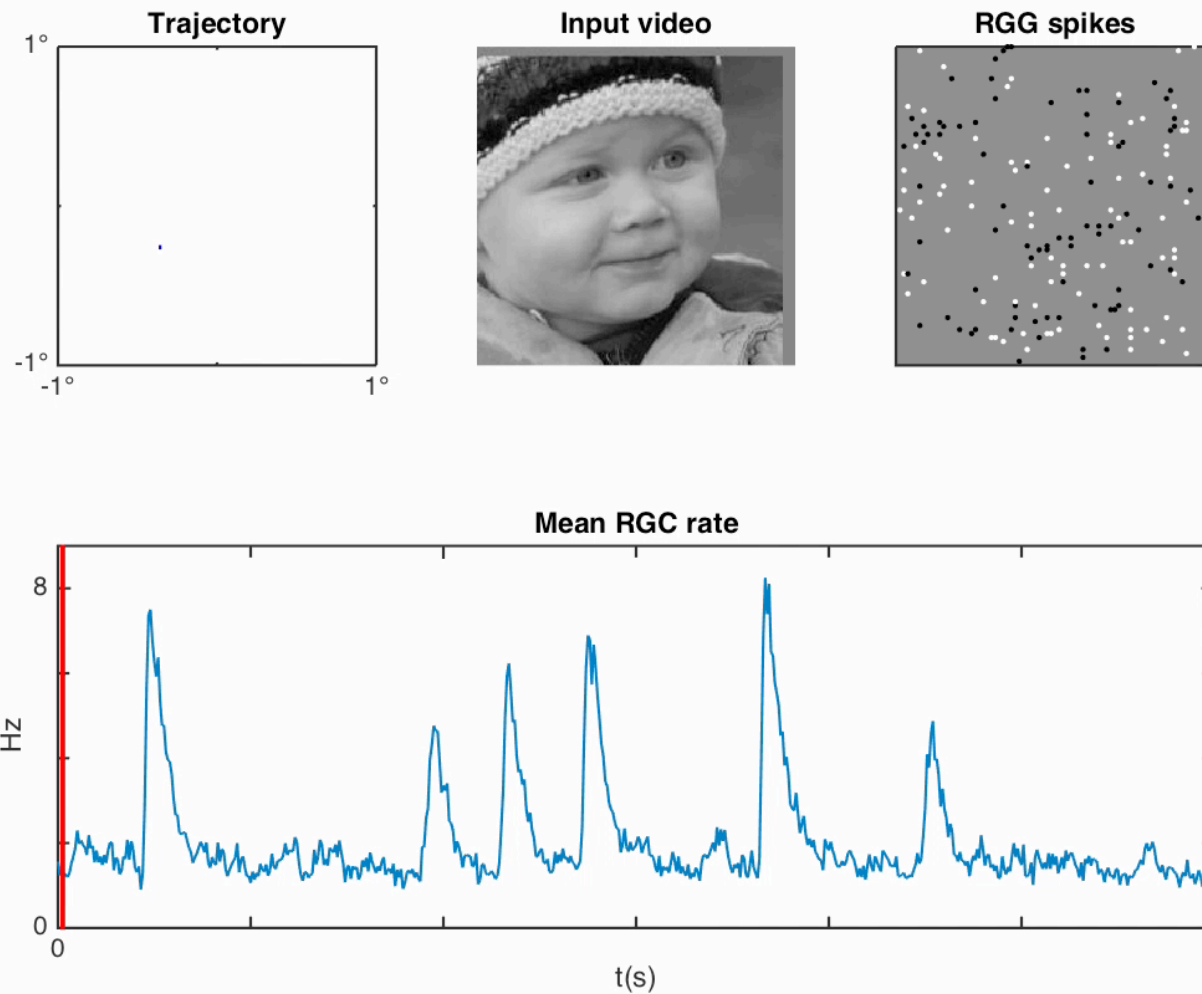 Trajectory
Input video
RGG spikes
1°
-1°
-1°
1°
Mean RGC rate
8
Hz
0
0
t(s)